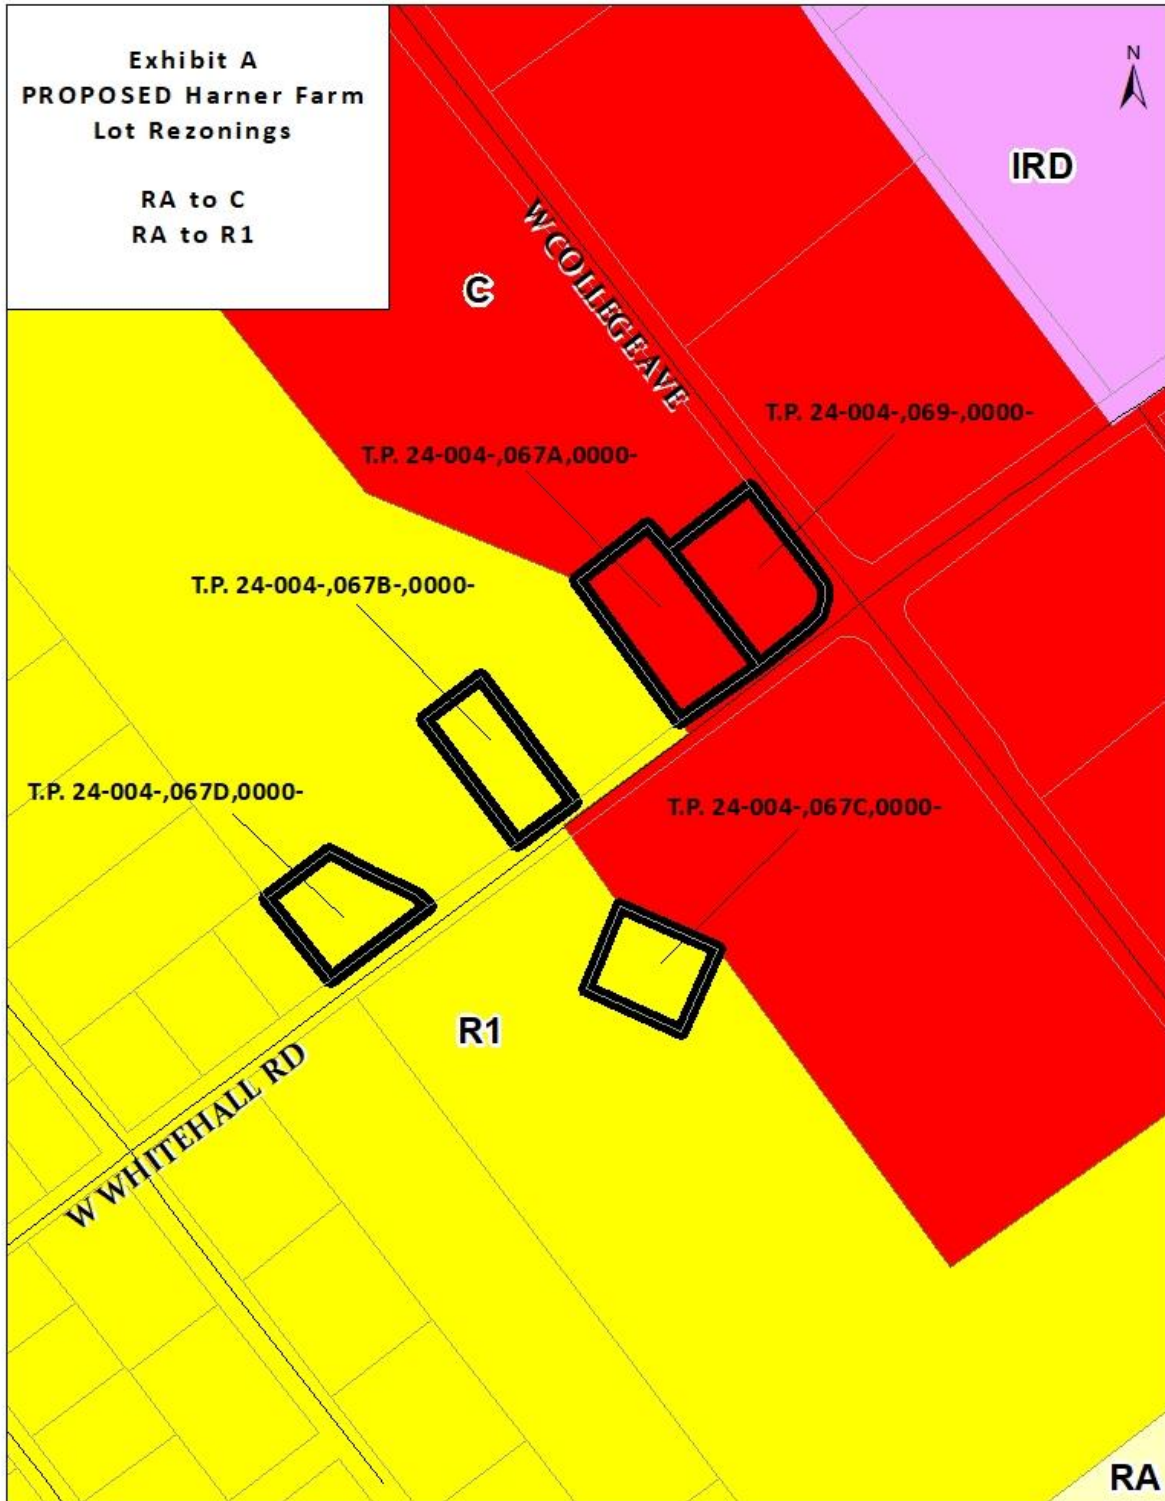 Exhibit A
PROPOSED Harner Farm
Lot Rezonings
RA to C
RA to R1
N
IRD
W COLLEGE AVE
C
T.P. 24-004-,069-,0000-
T.P. 24-004-,067A,0000-
T.P. 24-004-,067B-,0000-
T.P. 24-004-,067D,0000-
T.P. 24-004-,067C,0000-
R1
W WHITEHALL RD
RA